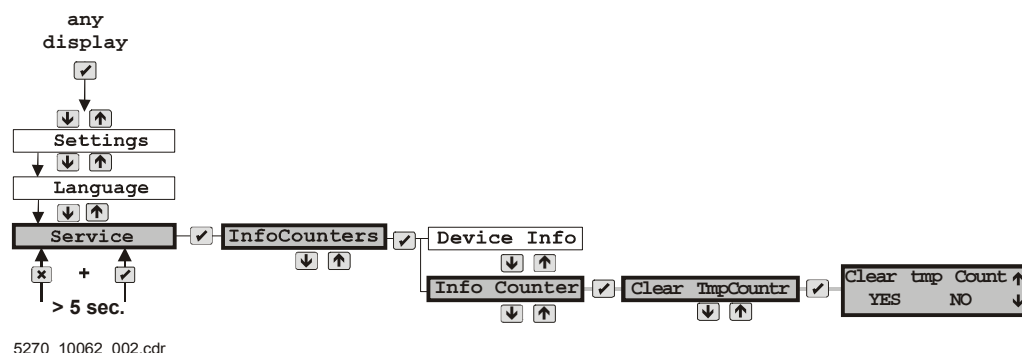 any
display
Settings
Language
Service
InfoCounters
Device Info
Info Counter
Clear TmpCountr
Clear tmp Count
YES NO
+
> 5 sec.
5270_10062_002.cdr